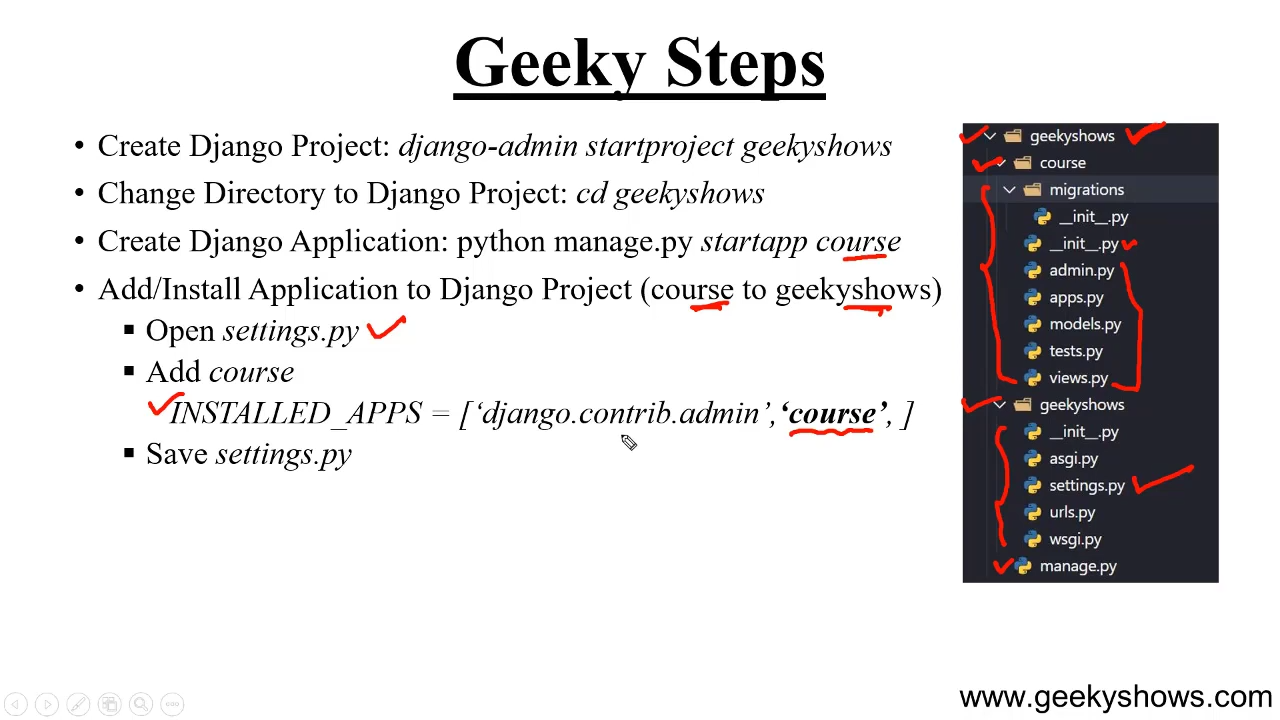 Geeky Steps
• Create Django Project: django-admin startproject geekyshows
• Change Directory to Django Project: cd geekyshows
• Create Django Application: python manage.py startapp course
• Add/Install Application to Django Project (course to geekyshows)
▪ Open settings.py
▪ Add course
INSTALLED_APPS = [‘django.contrib.admin’,‘course’, ]
▪ Save settings.py
geekyshows
course
migrations
__init__.py
__init__.py
admin.py
apps.py
models.py
tests.py
views.py
geekyshows
__init__.py
asgi.py
settings.py
urls.py
wsgi.py
manage.py
www.geekyshows.com